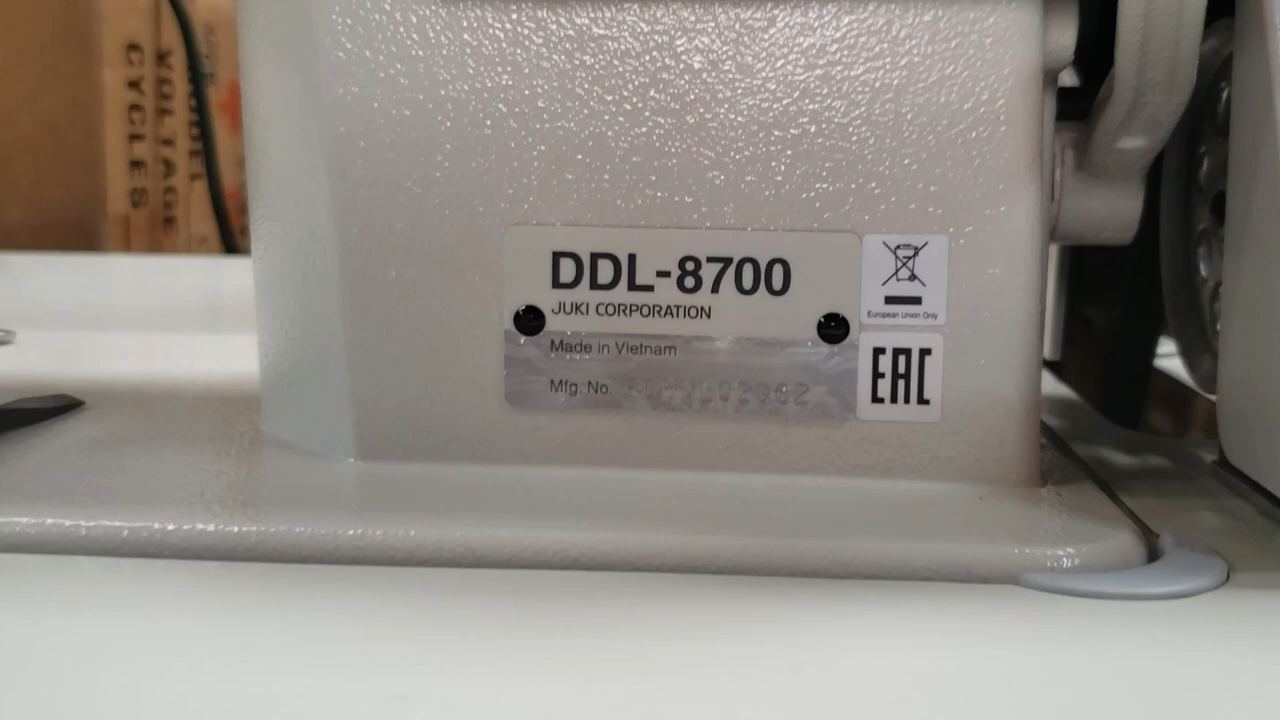 VOLTAGE
CYCLES
DDL-8700
JUKI CORPORATION
Made in Vietnam
Mfg. No.
European Union Only
EAC